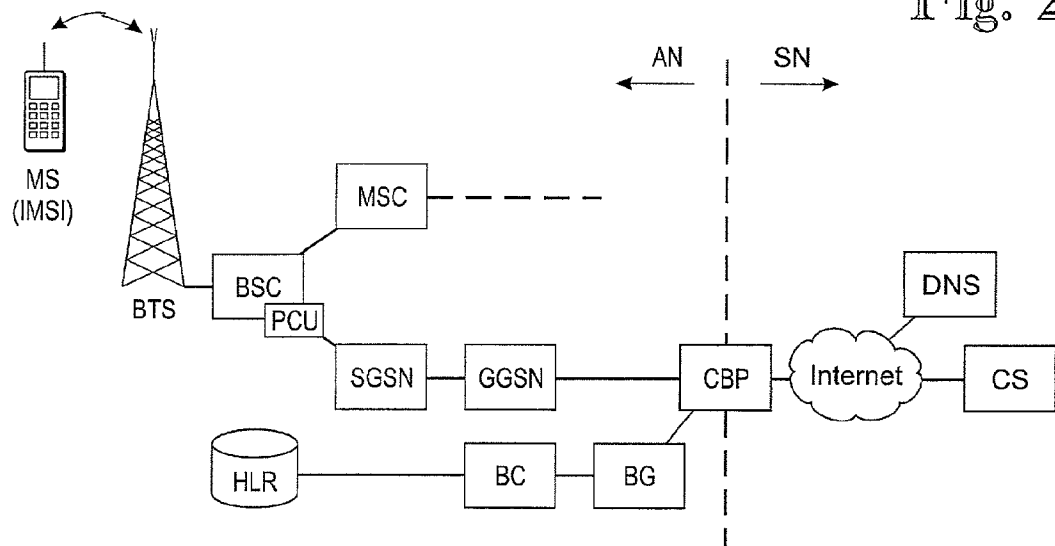 Fig. 2
AN
SN
MS
(IMSI)
MSC
BTS
BSC
PCU
DNS
SGSN
GGSN
CBP
Internet
CS
HLR
BC
BG